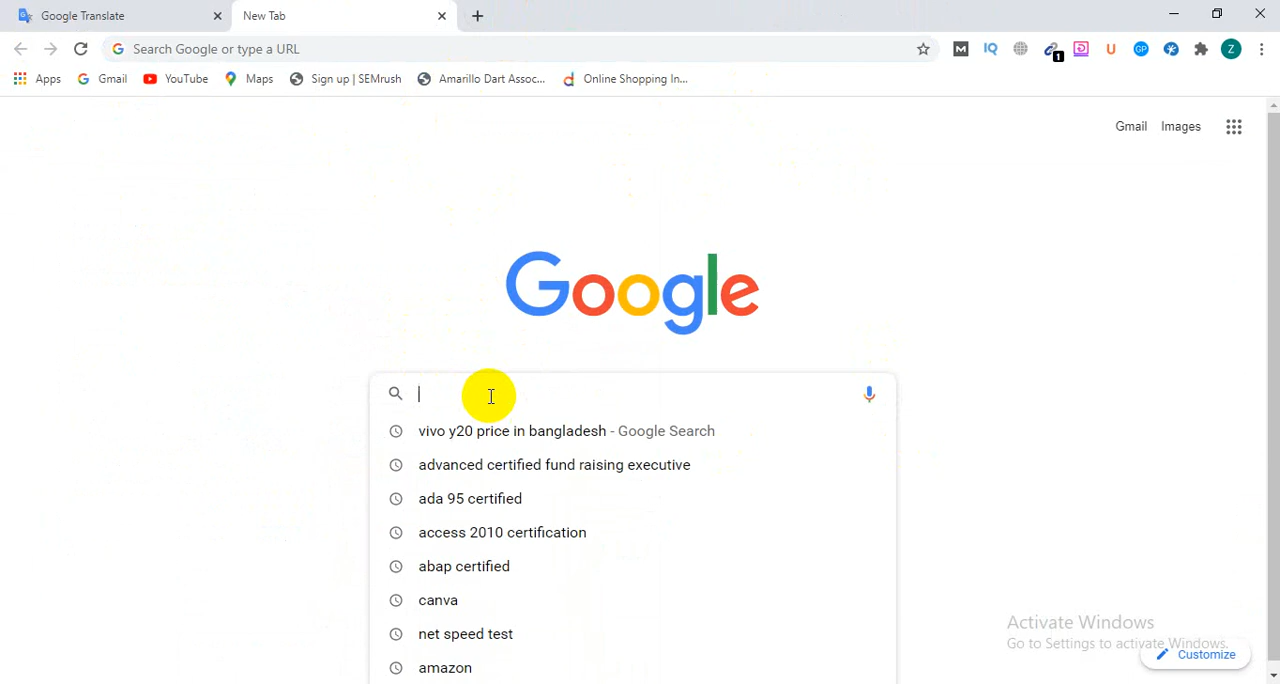 Google Translate
New Tab
Search Google or type a URL
1
Z
Apps
Gmail
YouTube
Maps
Sign up | SEMrush
Amarillo Dart Assoc...
Online Shopping In...
Gmail Images
Google
vivo y20 price in bangladesh - Google Search
advanced certified fund raising executive
ada 95 certified
access 2010 certification
abap certified
canva
net speed test
amazon
Activate Windows
Go to Settings to activate Windows.
Customize